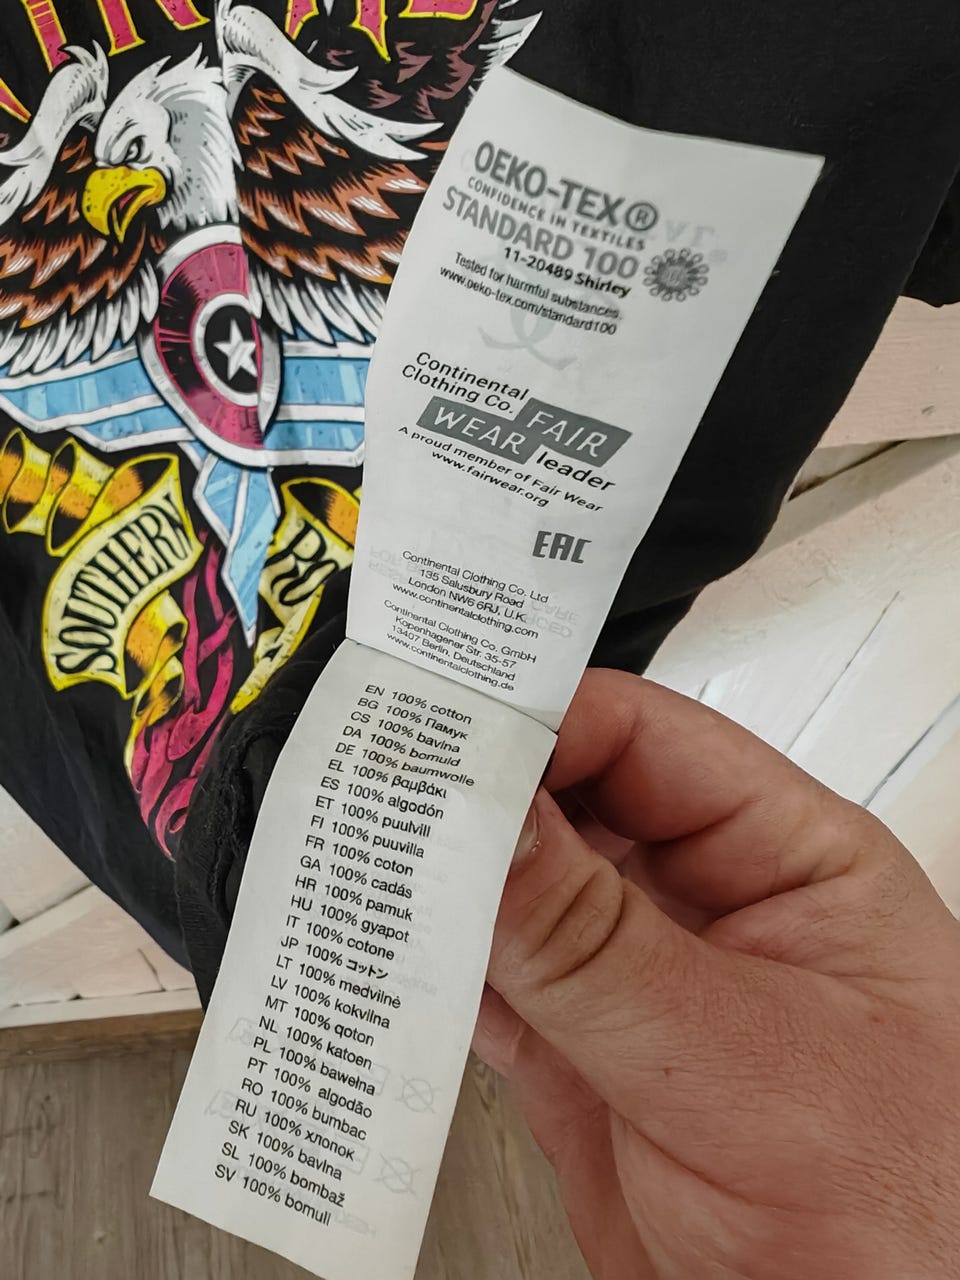 SOUTHERN
OEKO-TEX®
CONFIDENCE IN TEXTILES
STANDARD 100
11-20489 Shirley
Tested for harmful substances.
www.oeko-tex.com/standard100
Continental
Clothing Co. FAIR
WEAR leader
A proud member of Fair Wear
www.fairwear.org
EAC
Continental Clothing Co. Ltd
135 Salusbury Road
London NW6 6RJ, U.K.
www.continentalclothing.com
Continental Clothing Co. GmbH
Kopenhagener Str. 35-57
13407 Berlin, Deutschland
www.continentalclothing.de
EN 100% cotton
BG 100% Памук
CS 100% bavlna
DA 100% bomuld
DE 100% baumwolle
EL 100% βαμβάκι
ES 100% algodón
ET 100% puulvill
FI 100% puuvilla
FR 100% coton
GA 100% cadás
HR 100% pamuk
HU 100% gyapot
IT 100% cotone
JP 100% コットン
LT 100% medvilnė
LV 100% kokvilna
MT 100% qoton
NL 100% katoen
PL 100% bawełna
PT 100% algodão
RO 100% bumbac
RU 100% хлопок
SK 100% bavlna
SL 100% bombaž
SV 100% bomull